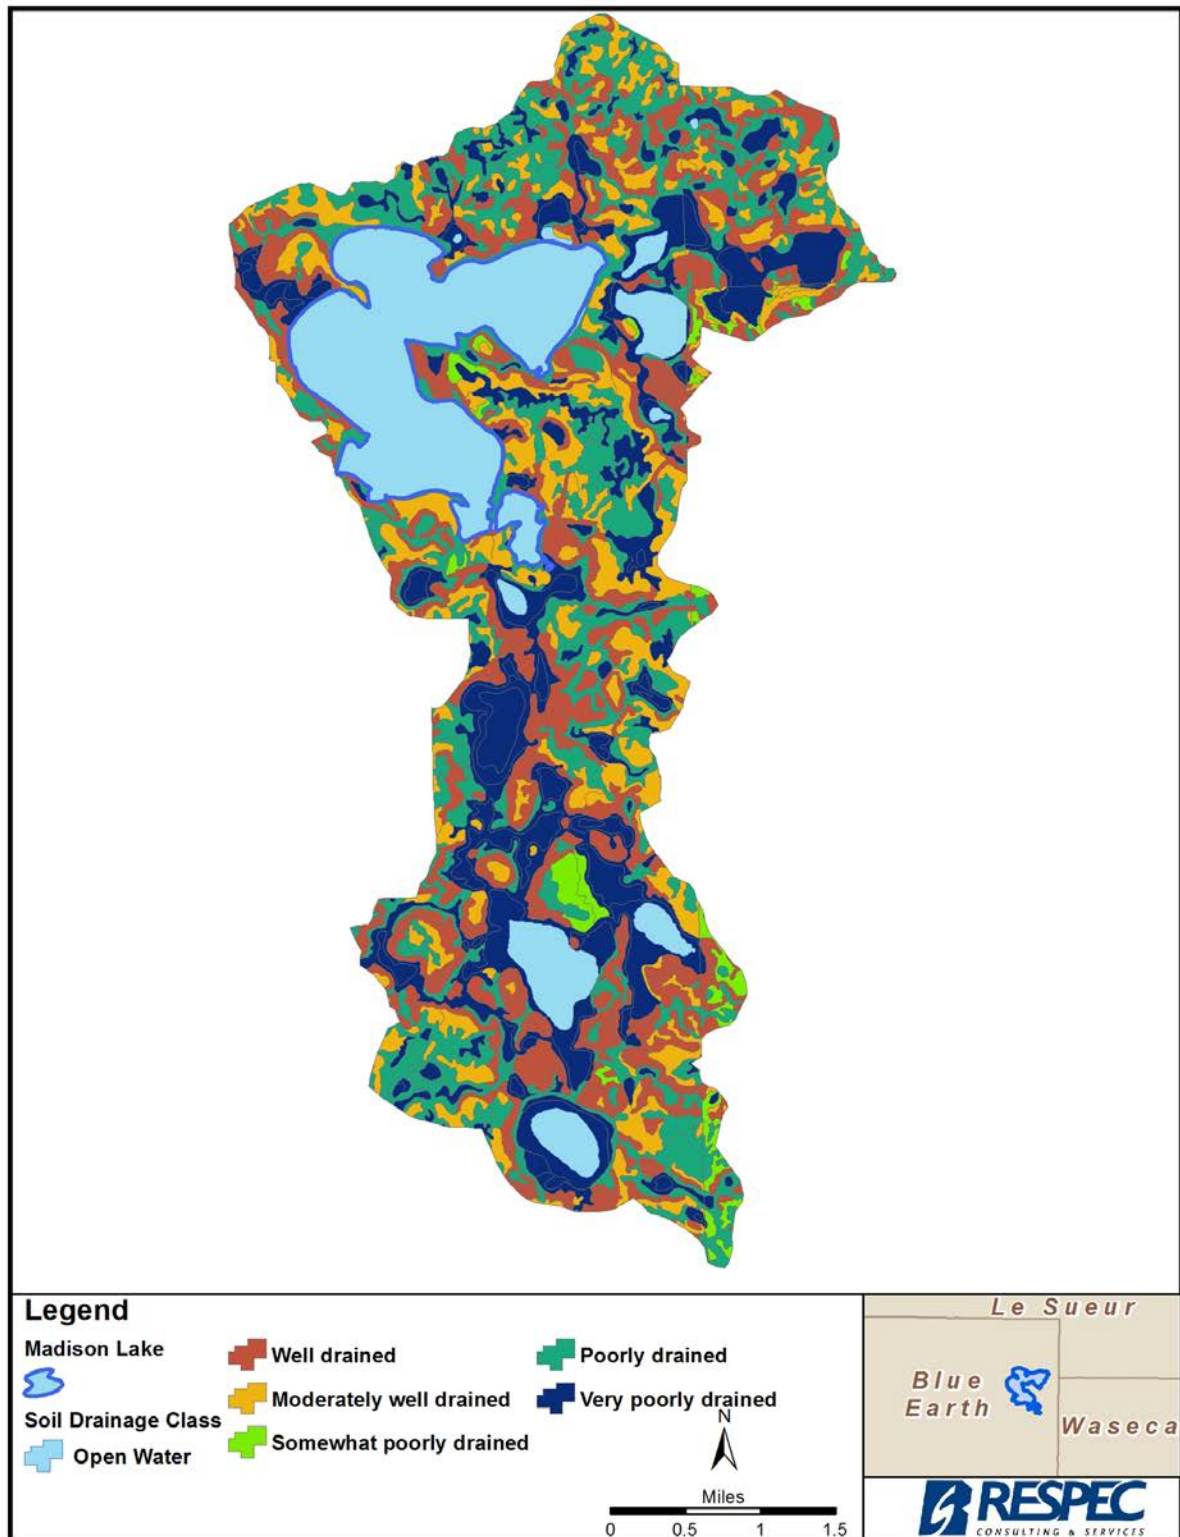 Legend
Madison Lake
Soil Drainage Class
Open Water
Well drained
Moderately well drained
Somewhat poorly drained
Poorly drained
Very poorly drained
N
Miles
0 0.5 1 1.5
Le Sueur
Blue
Earth
Waseca
RESPEC
CONSULTING & SERVICES